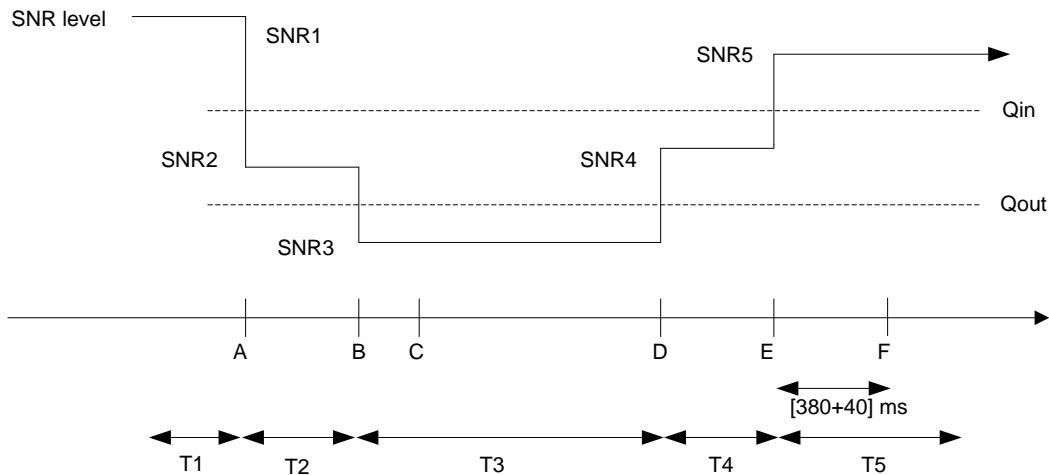 SNR level
SNR1
SNR5
Qin
SNR2
SNR4
Qout
SNR3
A
B
C
D
E
F
[380+40] ms
T1
T2
T3
T4
T5